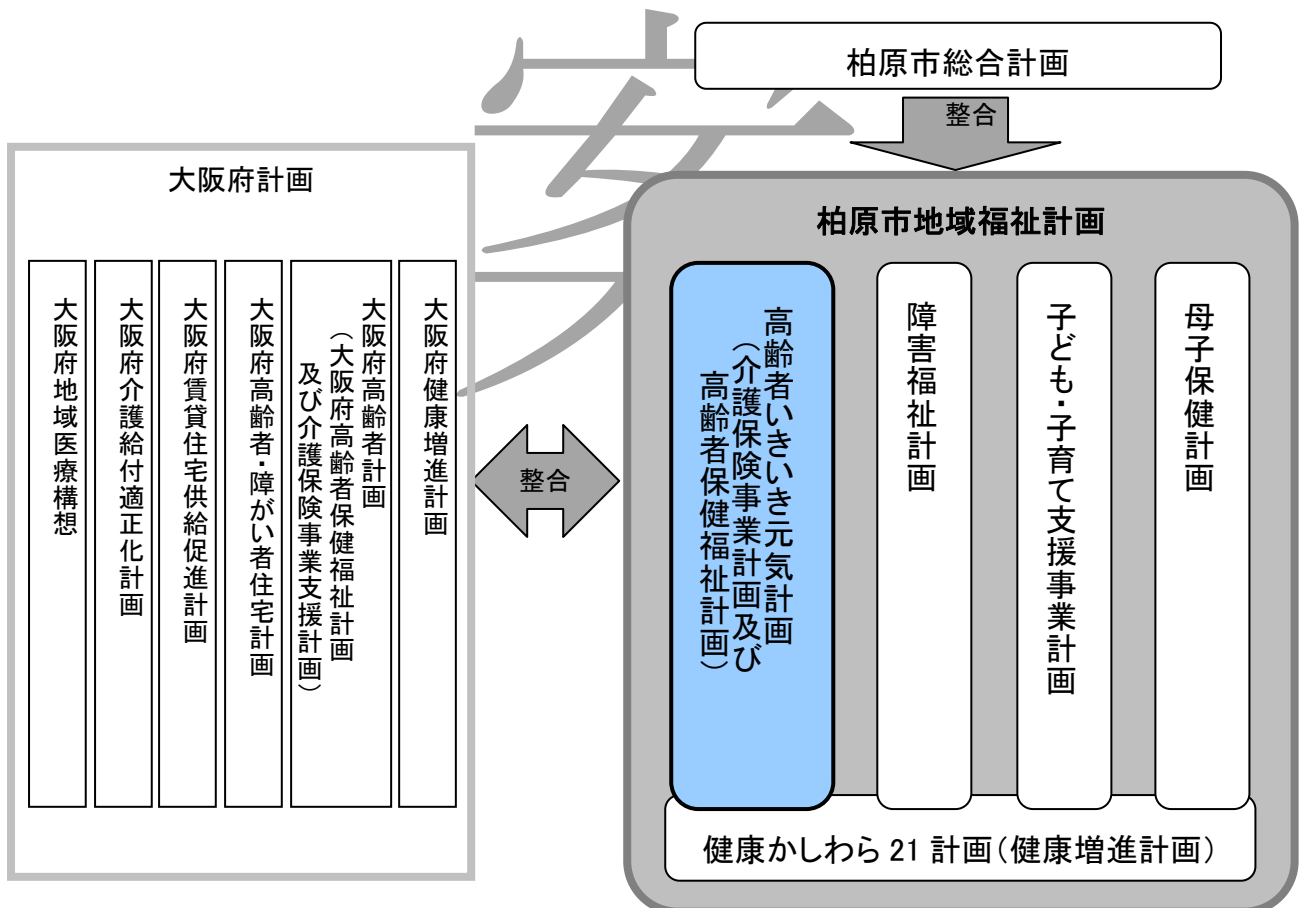 柏原市総合計画
整合
大阪府計画
大阪府健康増進計画
大阪府高齢者計画
（大阪府高齢者保健福祉計画
及び介護保険事業支援計画）
大阪府高齢者・障がい者住宅計画
大阪府賃貸住宅供給促進計画
大阪府介護給付適正化計画
大阪府地域医療構想
整合
柏原市地域福祉計画
高齢者いきいき元気計画
（介護保険事業計画及び
高齢者保健福祉計画）
障害福祉計画
子ども・子育て支援事業計画
母子保健計画
健康かしわら 21 計画（健康増進計画）